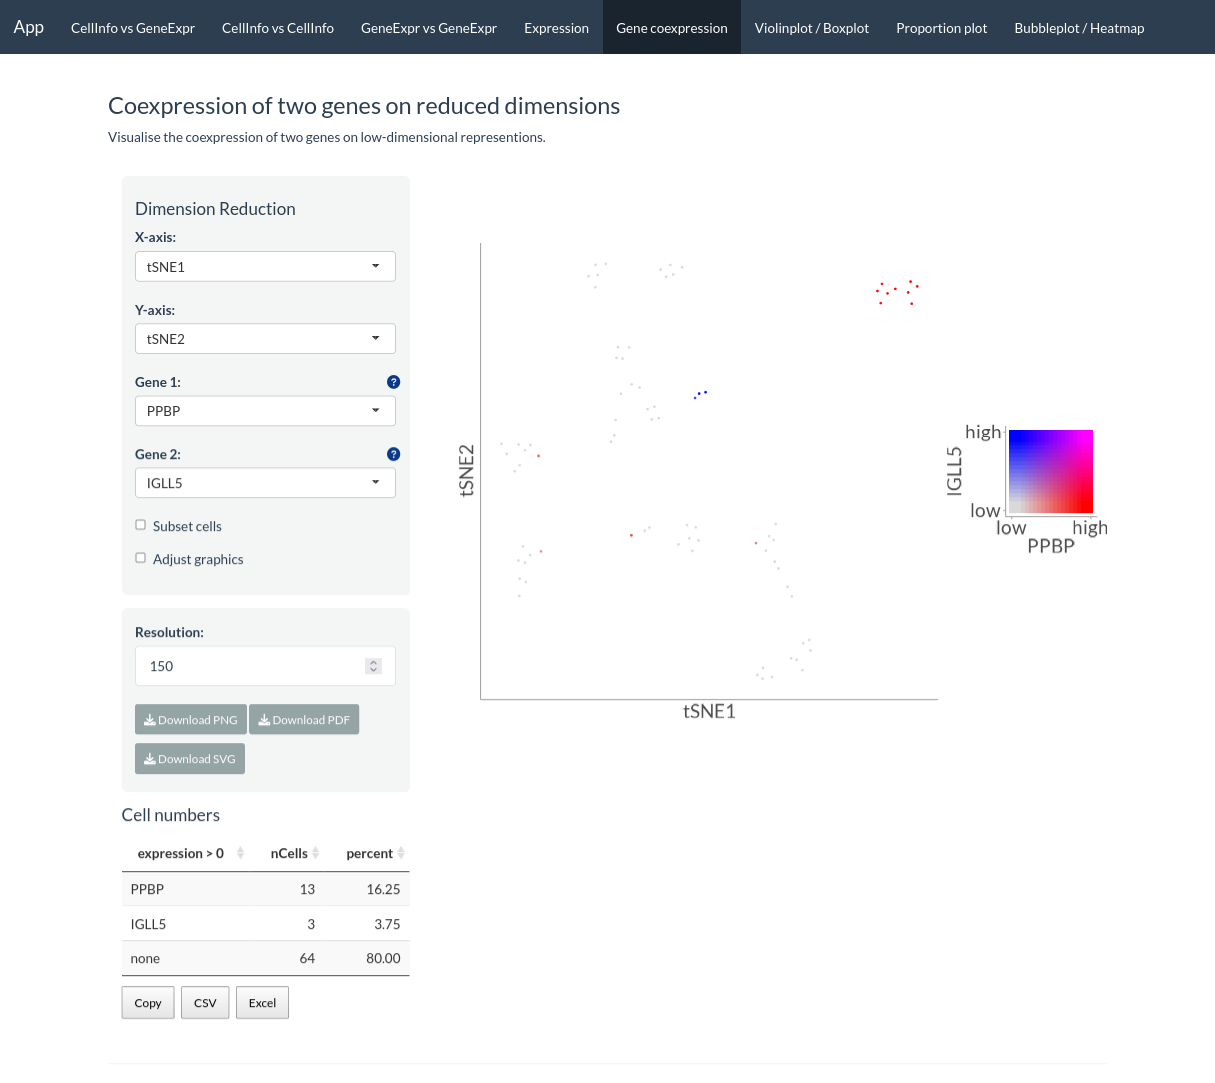 App CellInfo vs GeneExpr CellInfo vs CellInfo GeneExpr vs GeneExpr Expression Gene coexpression Violinplot / Boxplot Proportion plot Bubbleplot / Heatmap
Coexpression of two genes on reduced dimensions
Visualise the coexpression of two genes on low-dimensional represientions.
Dimension Reduction
X-axis:
tSNE1
Y-axis:
tSNE2
Gene 1: ?
PPBP
Gene 2: ?
IGLL5
Subset cells
Adjust graphics
Resolution:
150
Download PNG Download PDF
Download SVG
Cell numbers
expression > 0 nCells percent
PPBP 13 16.25
IGLL5 3 3.75
none 64 80.00
Copy CSV Excel
tSNE2
tSNE1
IGLL5
high
low
low high
PPBP